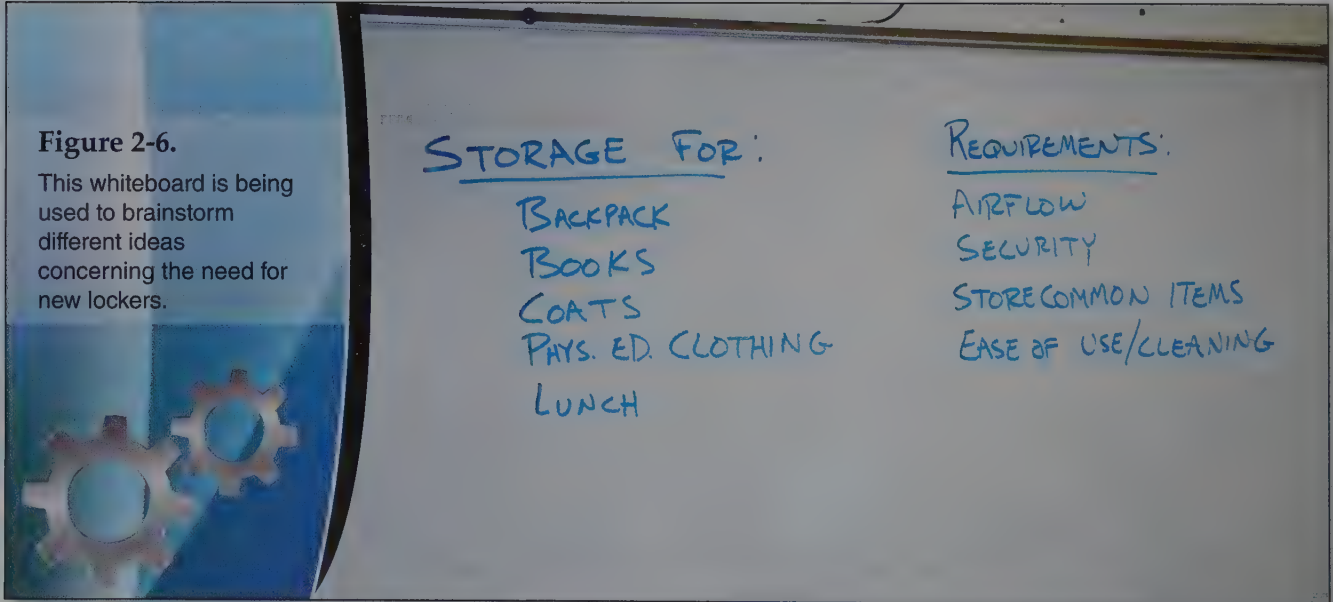 Figure 2-6.
This whiteboard is being
used to brainstorm
different ideas
concerning the need for
new lockers.
STORAGE FOR:
BACKPACK
BOOKS
COATS
PHYS. ED. CLOTHING
LUNCH
REQUIREMENTS:
AIRFLOW
SECURITY
STORE COMMON ITEMS
EASE OF USE/CLEANING